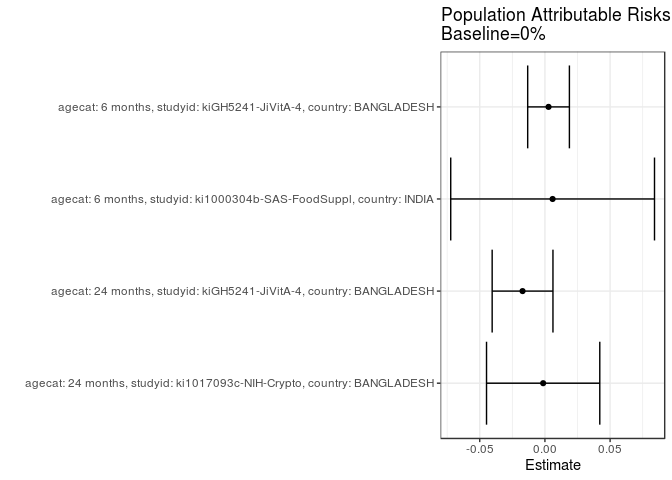 Population Attributable Risks
Baseline=0%
agecat: 6 months, studyid: kiGH5241-JiVitA-4, country: BANGLADESH
agecat: 6 months, studyid: ki1000304b-SAS-FoodSuppl, country: INDIA
agecat: 24 months, studyid: kiGH5241-JiVitA-4, country: BANGLADESH
agecat: 24 months, studyid: ki1017093c-NIH-Crypto, country: BANGLADESH
-0.05 0.00 0.05
Estimate